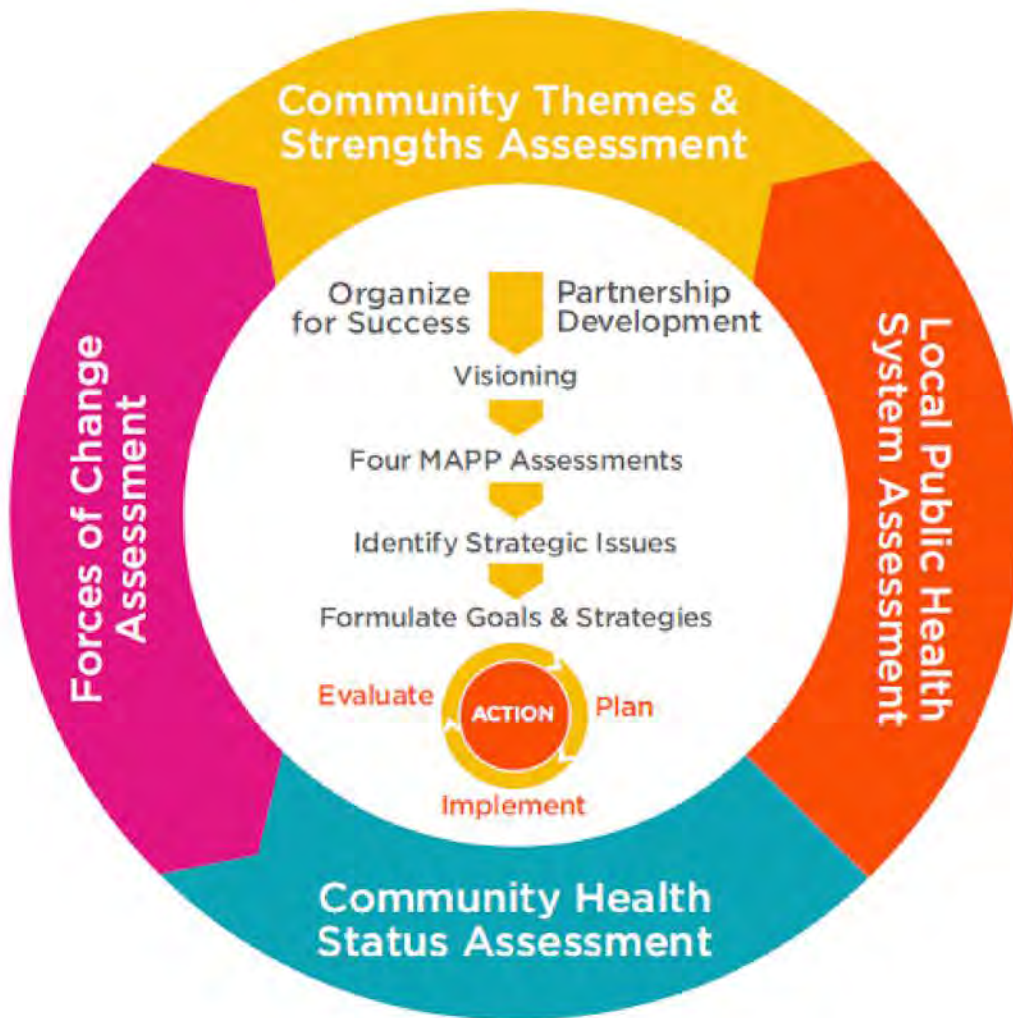 Community Themes &
Strengths Assessment
Organize
for Success
Partnership
Development
Visioning
Four MAPP Assessments
Identify Strategic Issues
Formulate Goals & Strategies
Evaluate
ACTION
Plan
Implement
Forces of Change
Assessment
Local Public Health
System Assessment
Community Health
Status Assessment